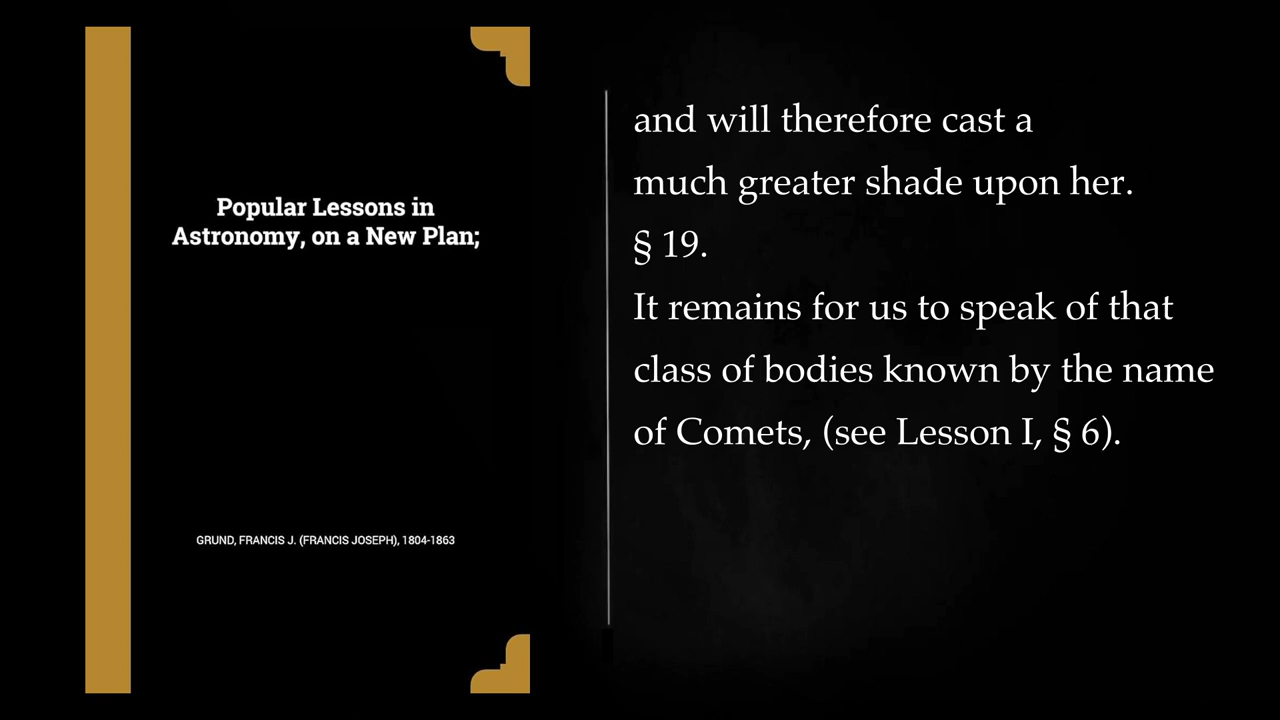 Popular Lessons in
Astronomy, on a New Plan;
GRUND, FRANCIS J. (FRANCIS JOSEPH), 1804-1863
and will therefore cast a
much greater shade upon her.
§ 19.
It remains for us to speak of that
class of bodies known by the name
of Comets, (see Lesson I, § 6).